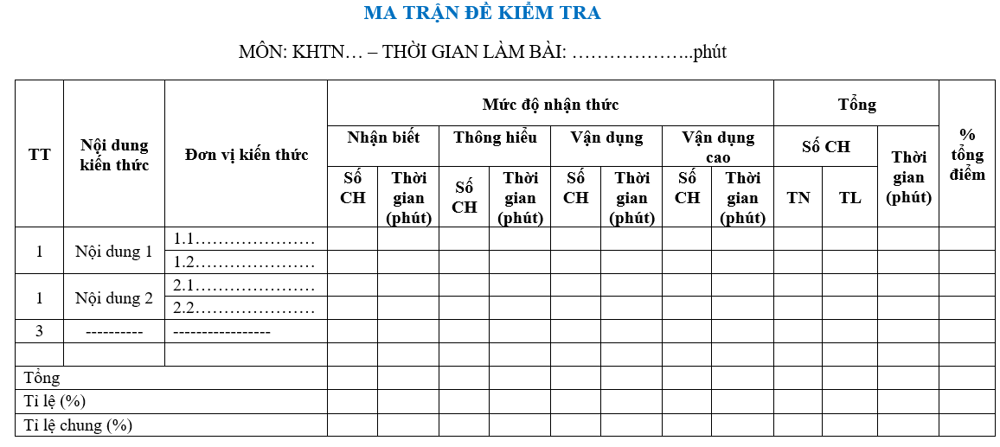 MA TRẬN ĐỀ KIỂM TRA
MÔN: KHTN… – THỜI GIAN LÀM BÀI: ………………..phút
TT
Nội dung
kiến thức
Đơn vị kiến thức
Mức độ nhận thức
Tổng
%
tổng
điểm
Nhận biết
Thông hiểu
Vận dụng
Vận dụng
cao
Số CH
Thời
gian
(phút)
Số
CH
Thời
gian
(phút)
Số
CH
Thời
gian
(phút)
Số
CH
Thời
gian
(phút)
Số
CH
Thời
gian
(phút)
TN
TL
1
Nội dung 1
1.1…………………
1.2…………………
1
Nội dung 2
2.1…………………
2.2…………………
3
----------
-----------------
Tổng
Tỉ lệ (%)
Tỉ lệ chung (%)